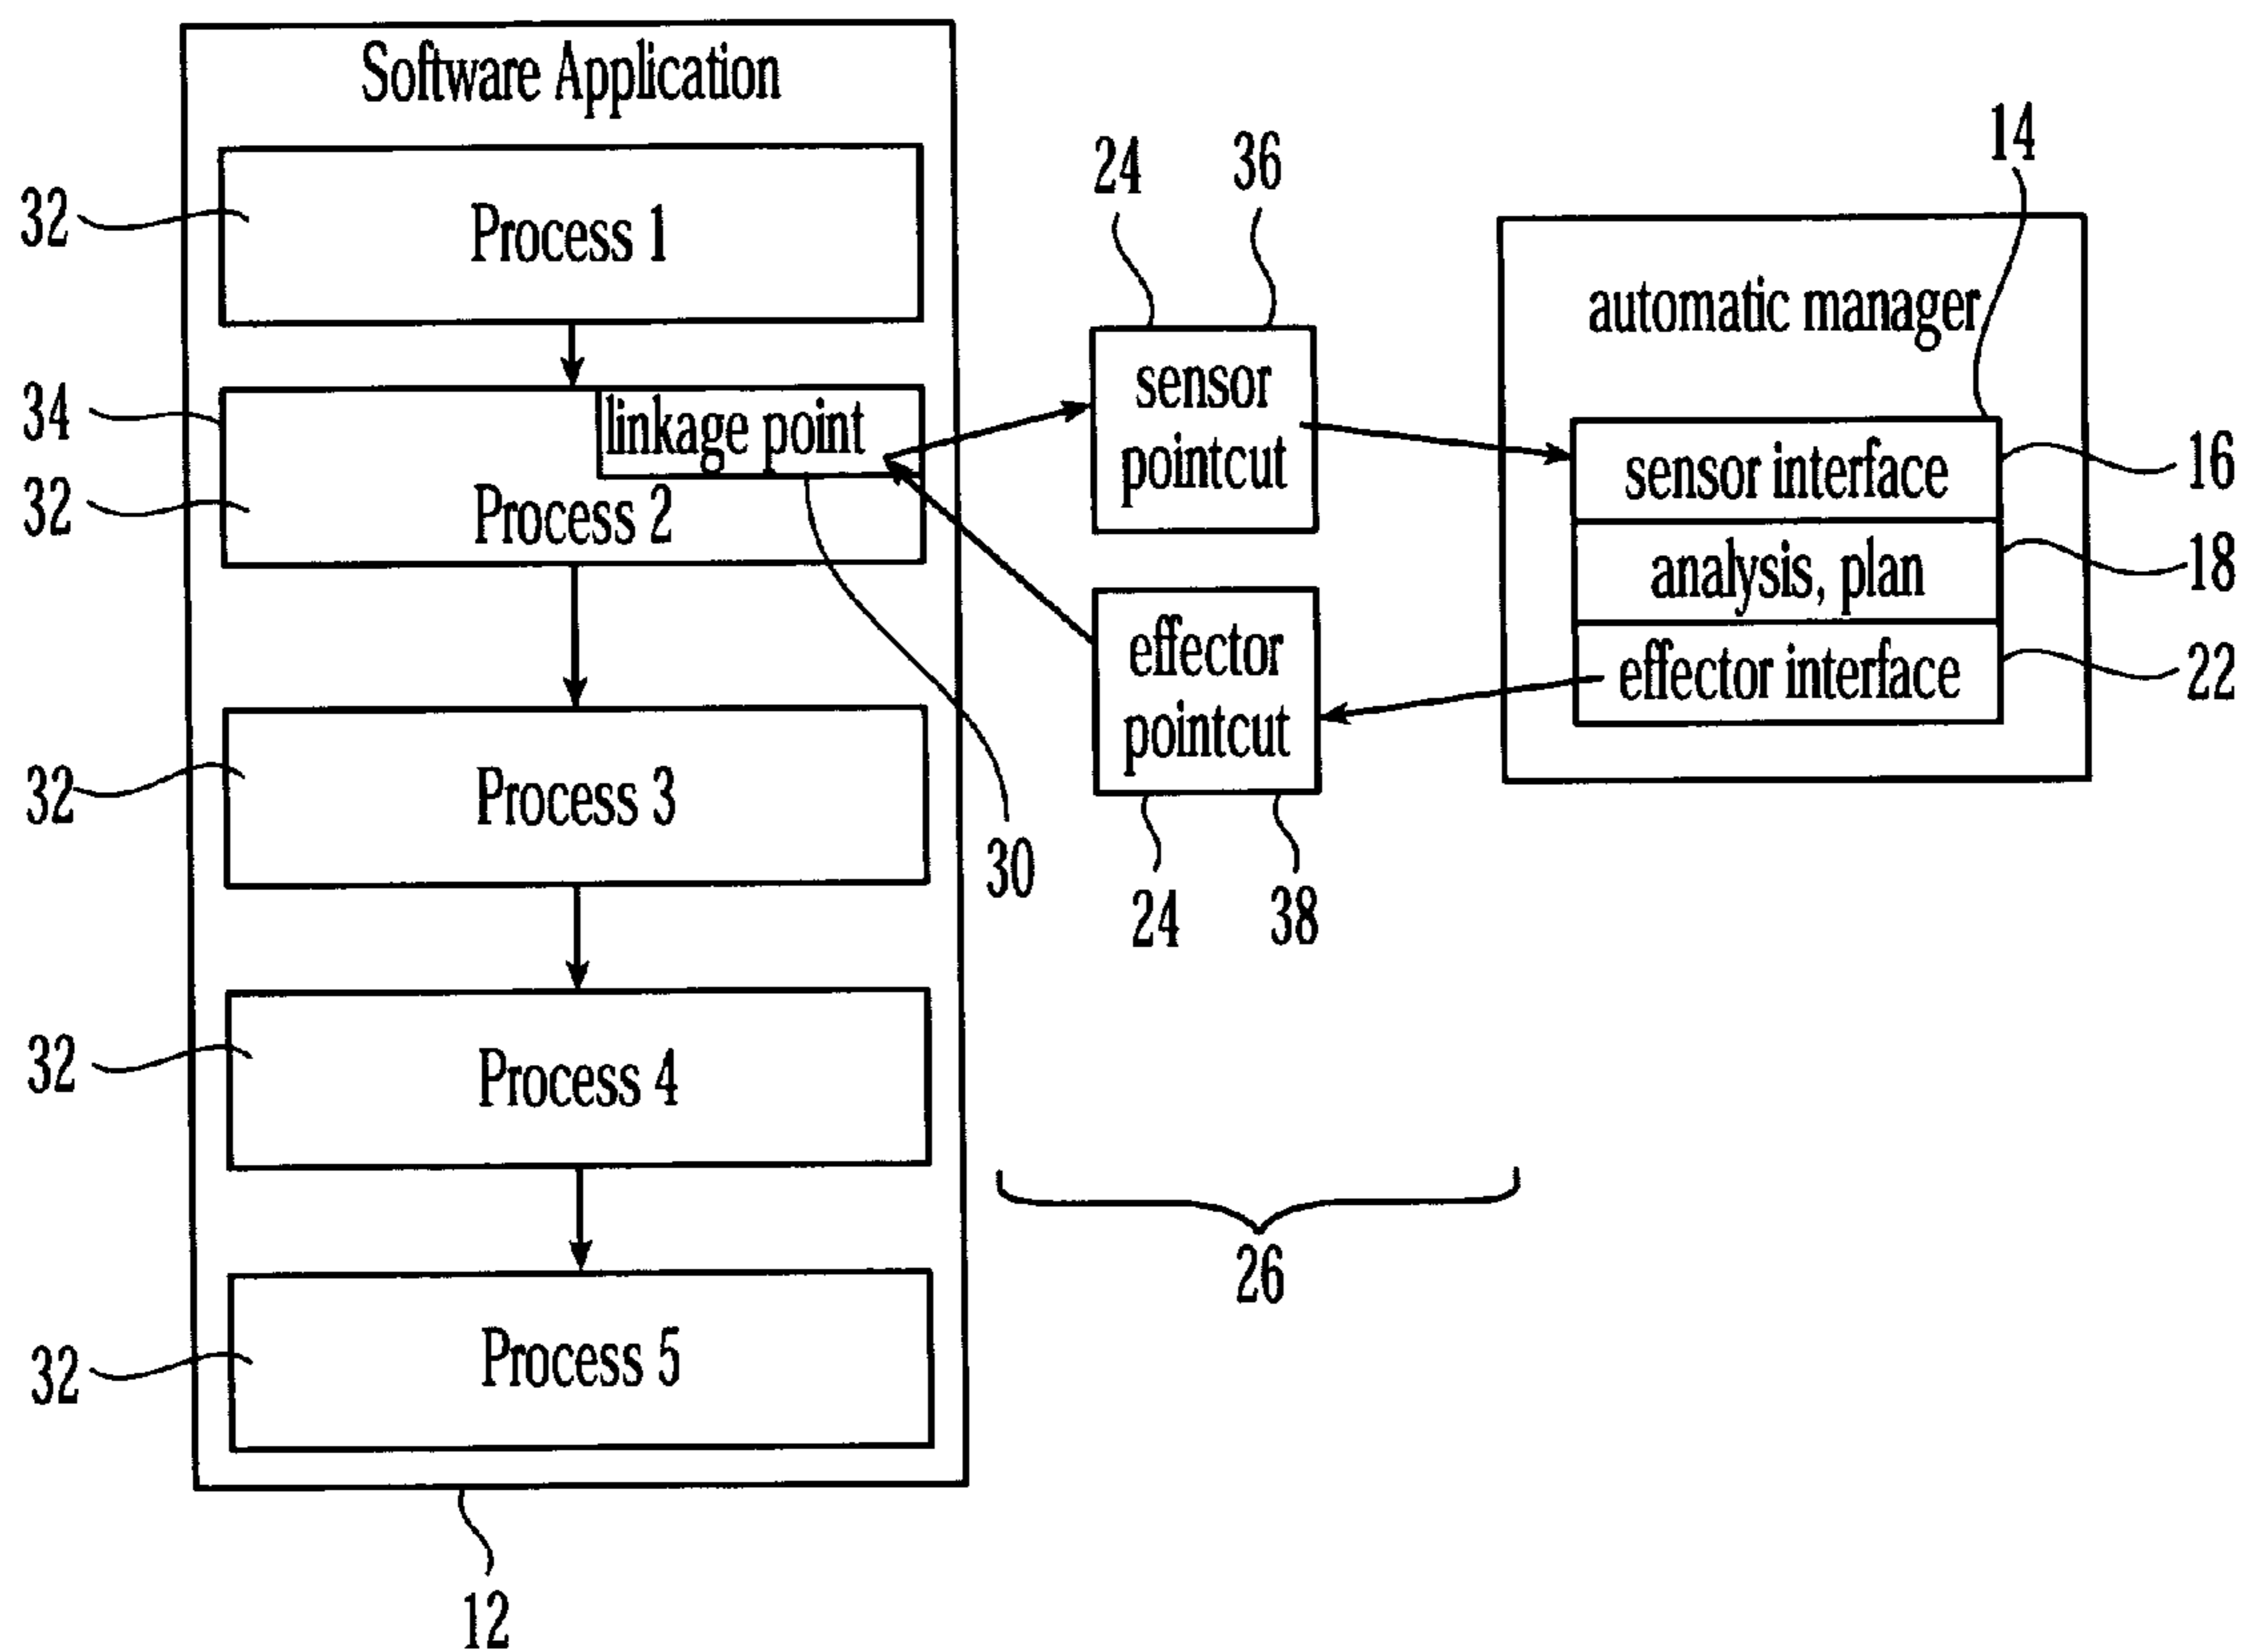 Software Application
32
Process 1
34
linkage point
32
Process 2
32
Process 3
30
32
Process 4
32
Process 5
12
24
36
sensor
pointcut
effector
pointcut
24
38
26
14
automatic manager
sensor interface
16
analysis, plan
18
effector interface
22